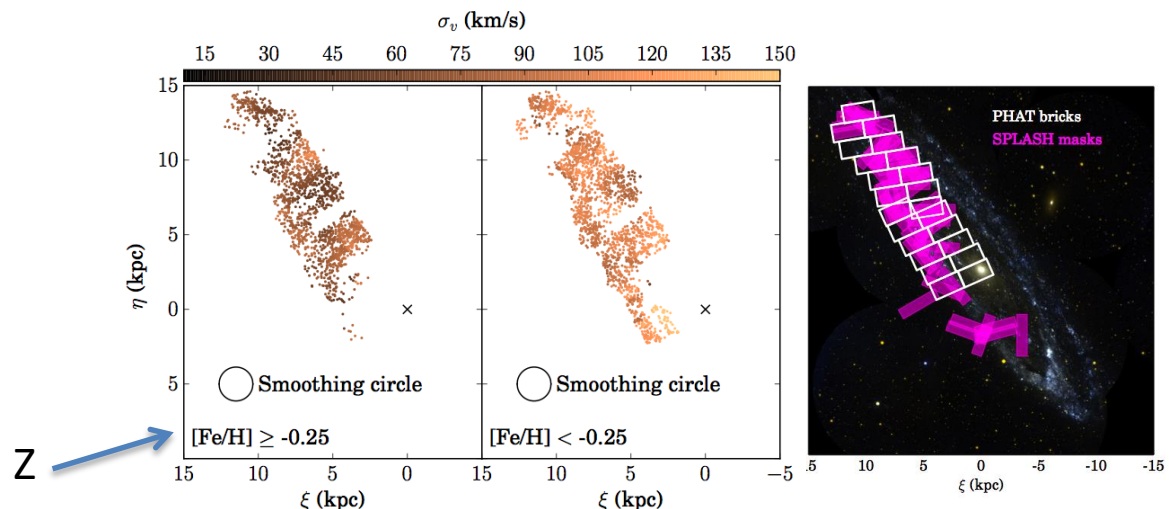 σ_v (km/s)
15 30 45 60 75 90 105 120 135 150
15
10
5
0
5
η (kpc)
Smoothing circle
[Fe/H] ≥ -0.25
15 10 5 0
ξ (kpc)
Smoothing circle
[Fe/H] < -0.25
15 10 5 0 −5
ξ (kpc)
PHAT bricks
SPLASH masks
.5 10 5 0 -5 -10 -15
ξ (kpc)
Z